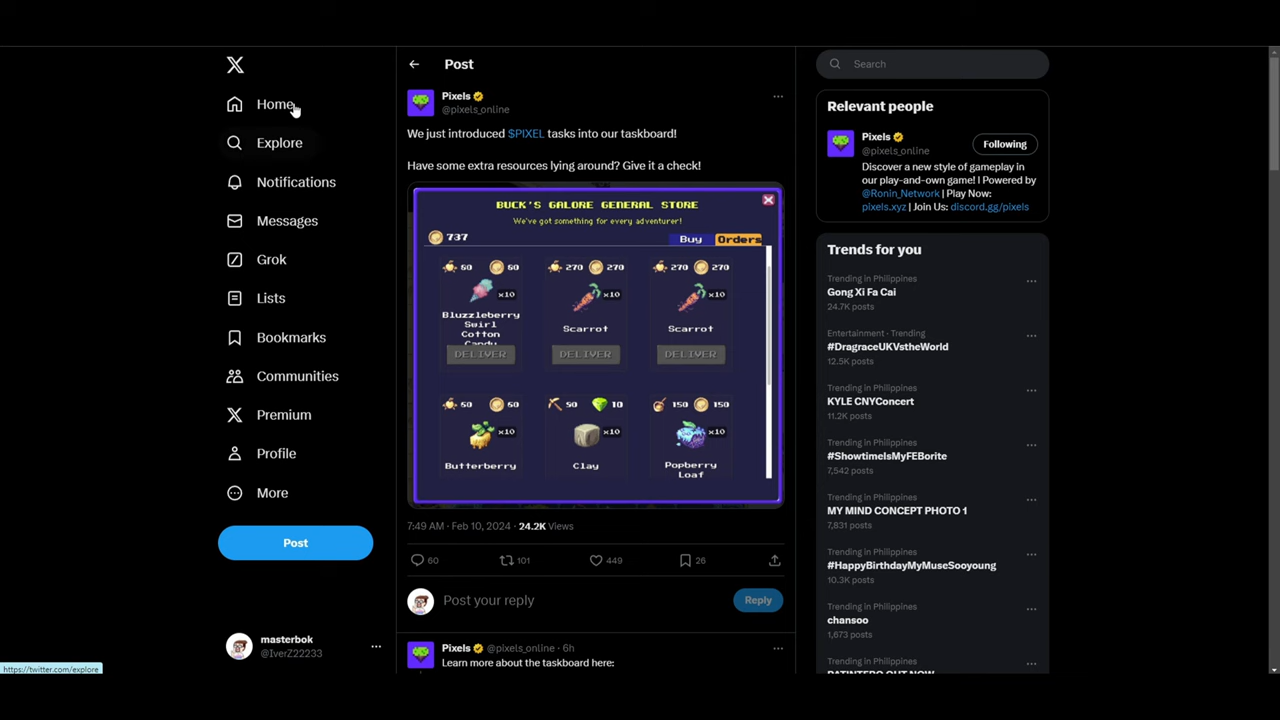 Home
Explore
Notifications
Messages
Grok
Lists
Bookmarks
Communities
Premium
Profile
More
Post
masterbok
@IverZ22233
https://twitter.com/explore
Post
Pixels
@pixels_online
We just introduced $PIXEL tasks into our taskboard!
Have some extra resources lying around? Give it a check!
BUCK'S GALORE GENERAL STORE
We've got something for every adventurer!
737
Buy Orders
60 60
x10
Bluzzleberry
Swirl
Cotton
Candy
DELIVER
270 270
x10
Scarrot
DELIVER
270 270
x10
Scarrot
DELIVER
60 60
x10
Butterberry
90 10
x10
Clay
150 150
x10
Popberry
Loaf
7:49 AM · Feb 10, 2024 · 24.2K Views
60 101 449 26
Post your reply
Reply
Pixels @pixels_online · 6h
Learn more about the taskboard here:
Search
Relevant people
Pixels
@pixels_online
Following
Discover a new style of gameplay in
our play-and-own game! I Powered by
@Ronin_Network | Play Now:
pixels.xyz | Join Us: discord.gg/pixels
Trends for you
Trending in Philippines
Gong Xi Fa Cai
24.7K posts
Entertainment · Trending
#DragraceUKVstheWorld
12.5K posts
Trending in Philippines
KYLE CNYConcert
11.2K posts
Trending in Philippines
#ShowtimeIsMyFEBorite
7,542 posts
Trending in Philippines
MY MIND CONCEPT PHOTO 1
7,831 posts
Trending in Philippines
#HappyBirthdayMyMuseSooyoung
10.3K posts
Trending in Philippines
chansoo
1,673 posts
Trending in Philippines
PATINTERO OUT NOW